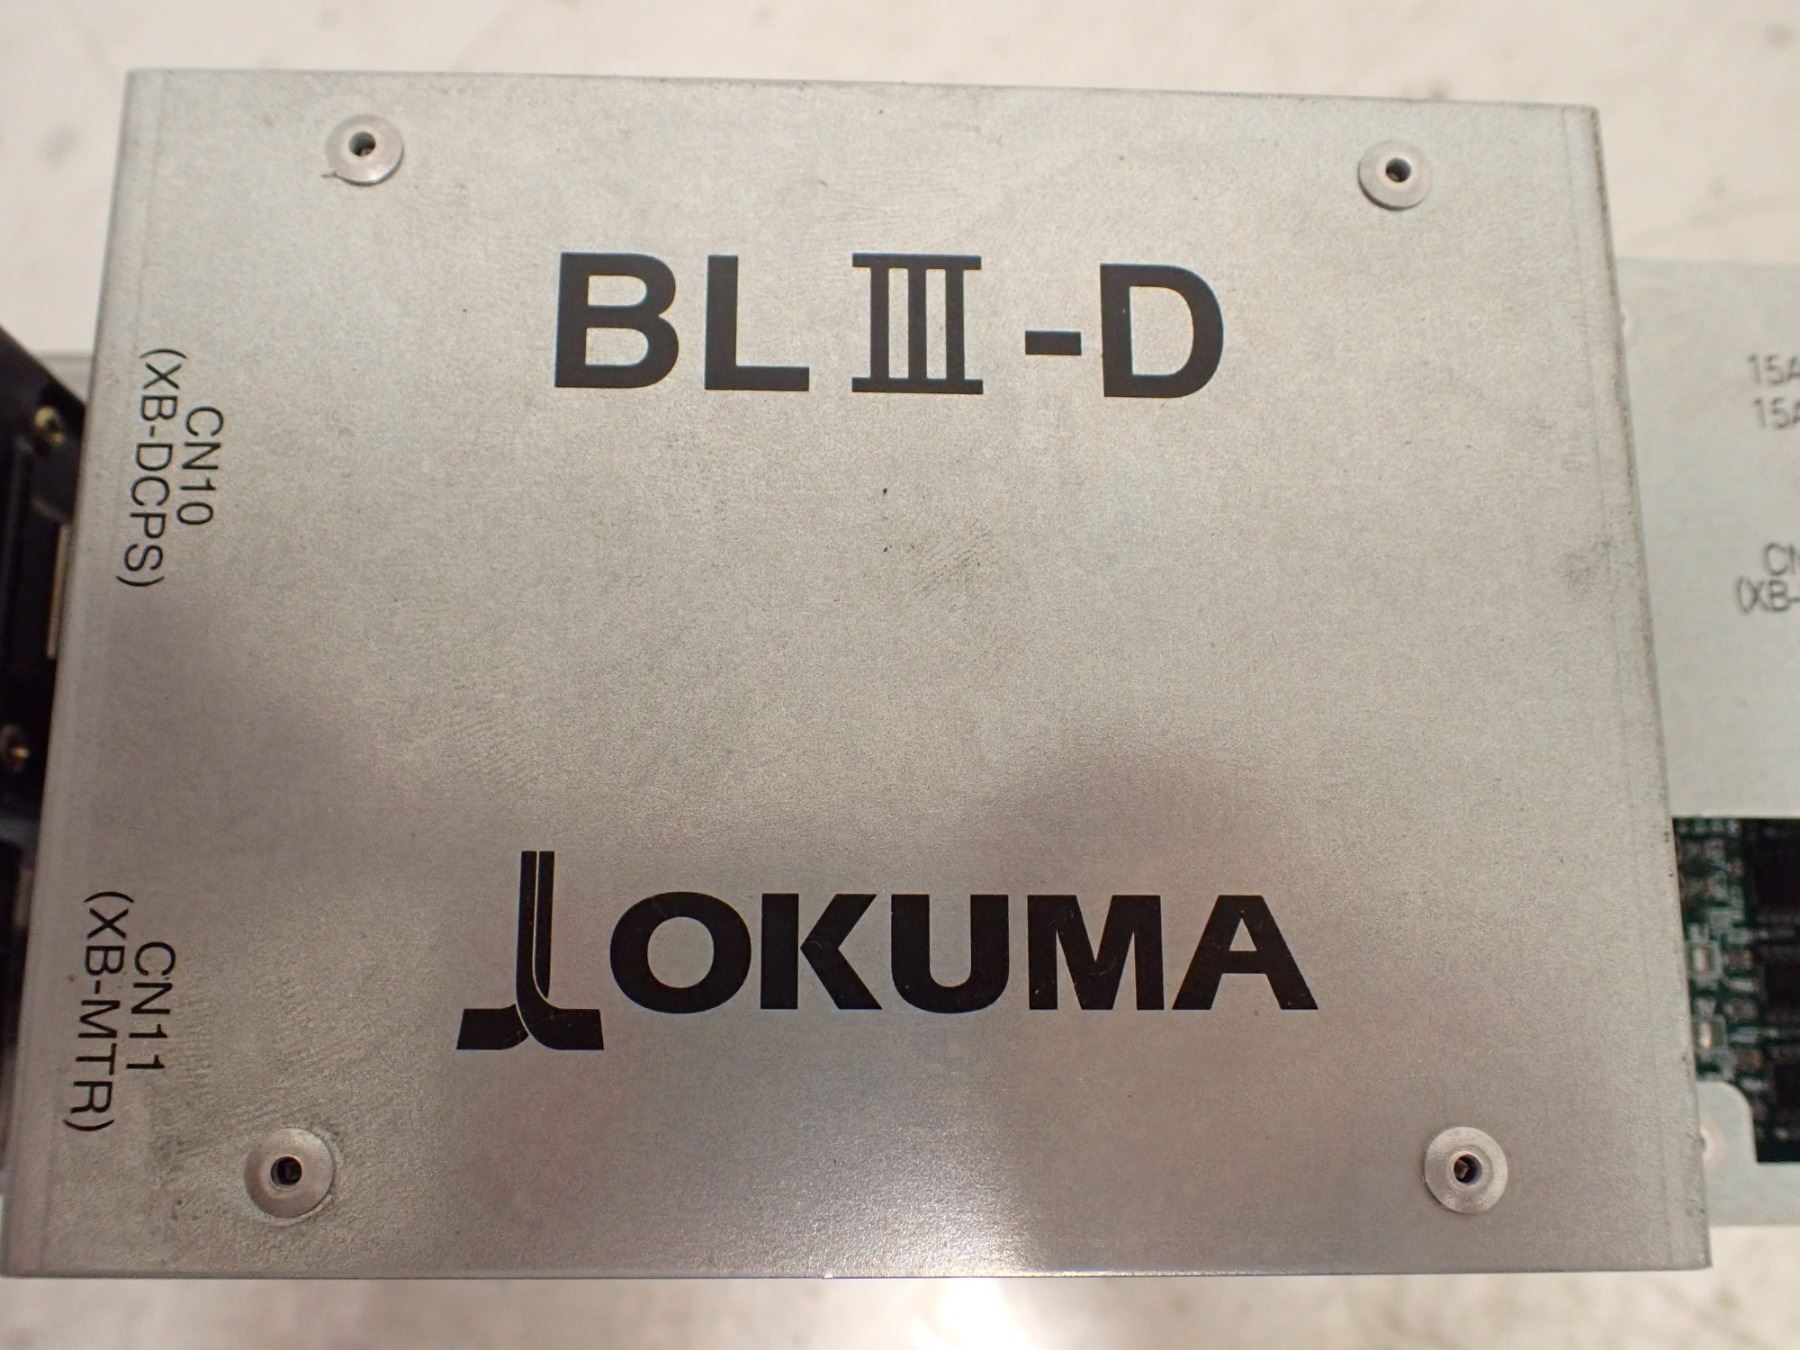 BL III-D
CN10
(XB-DCPS)
OKUMA
CN11
(XB-MTR)